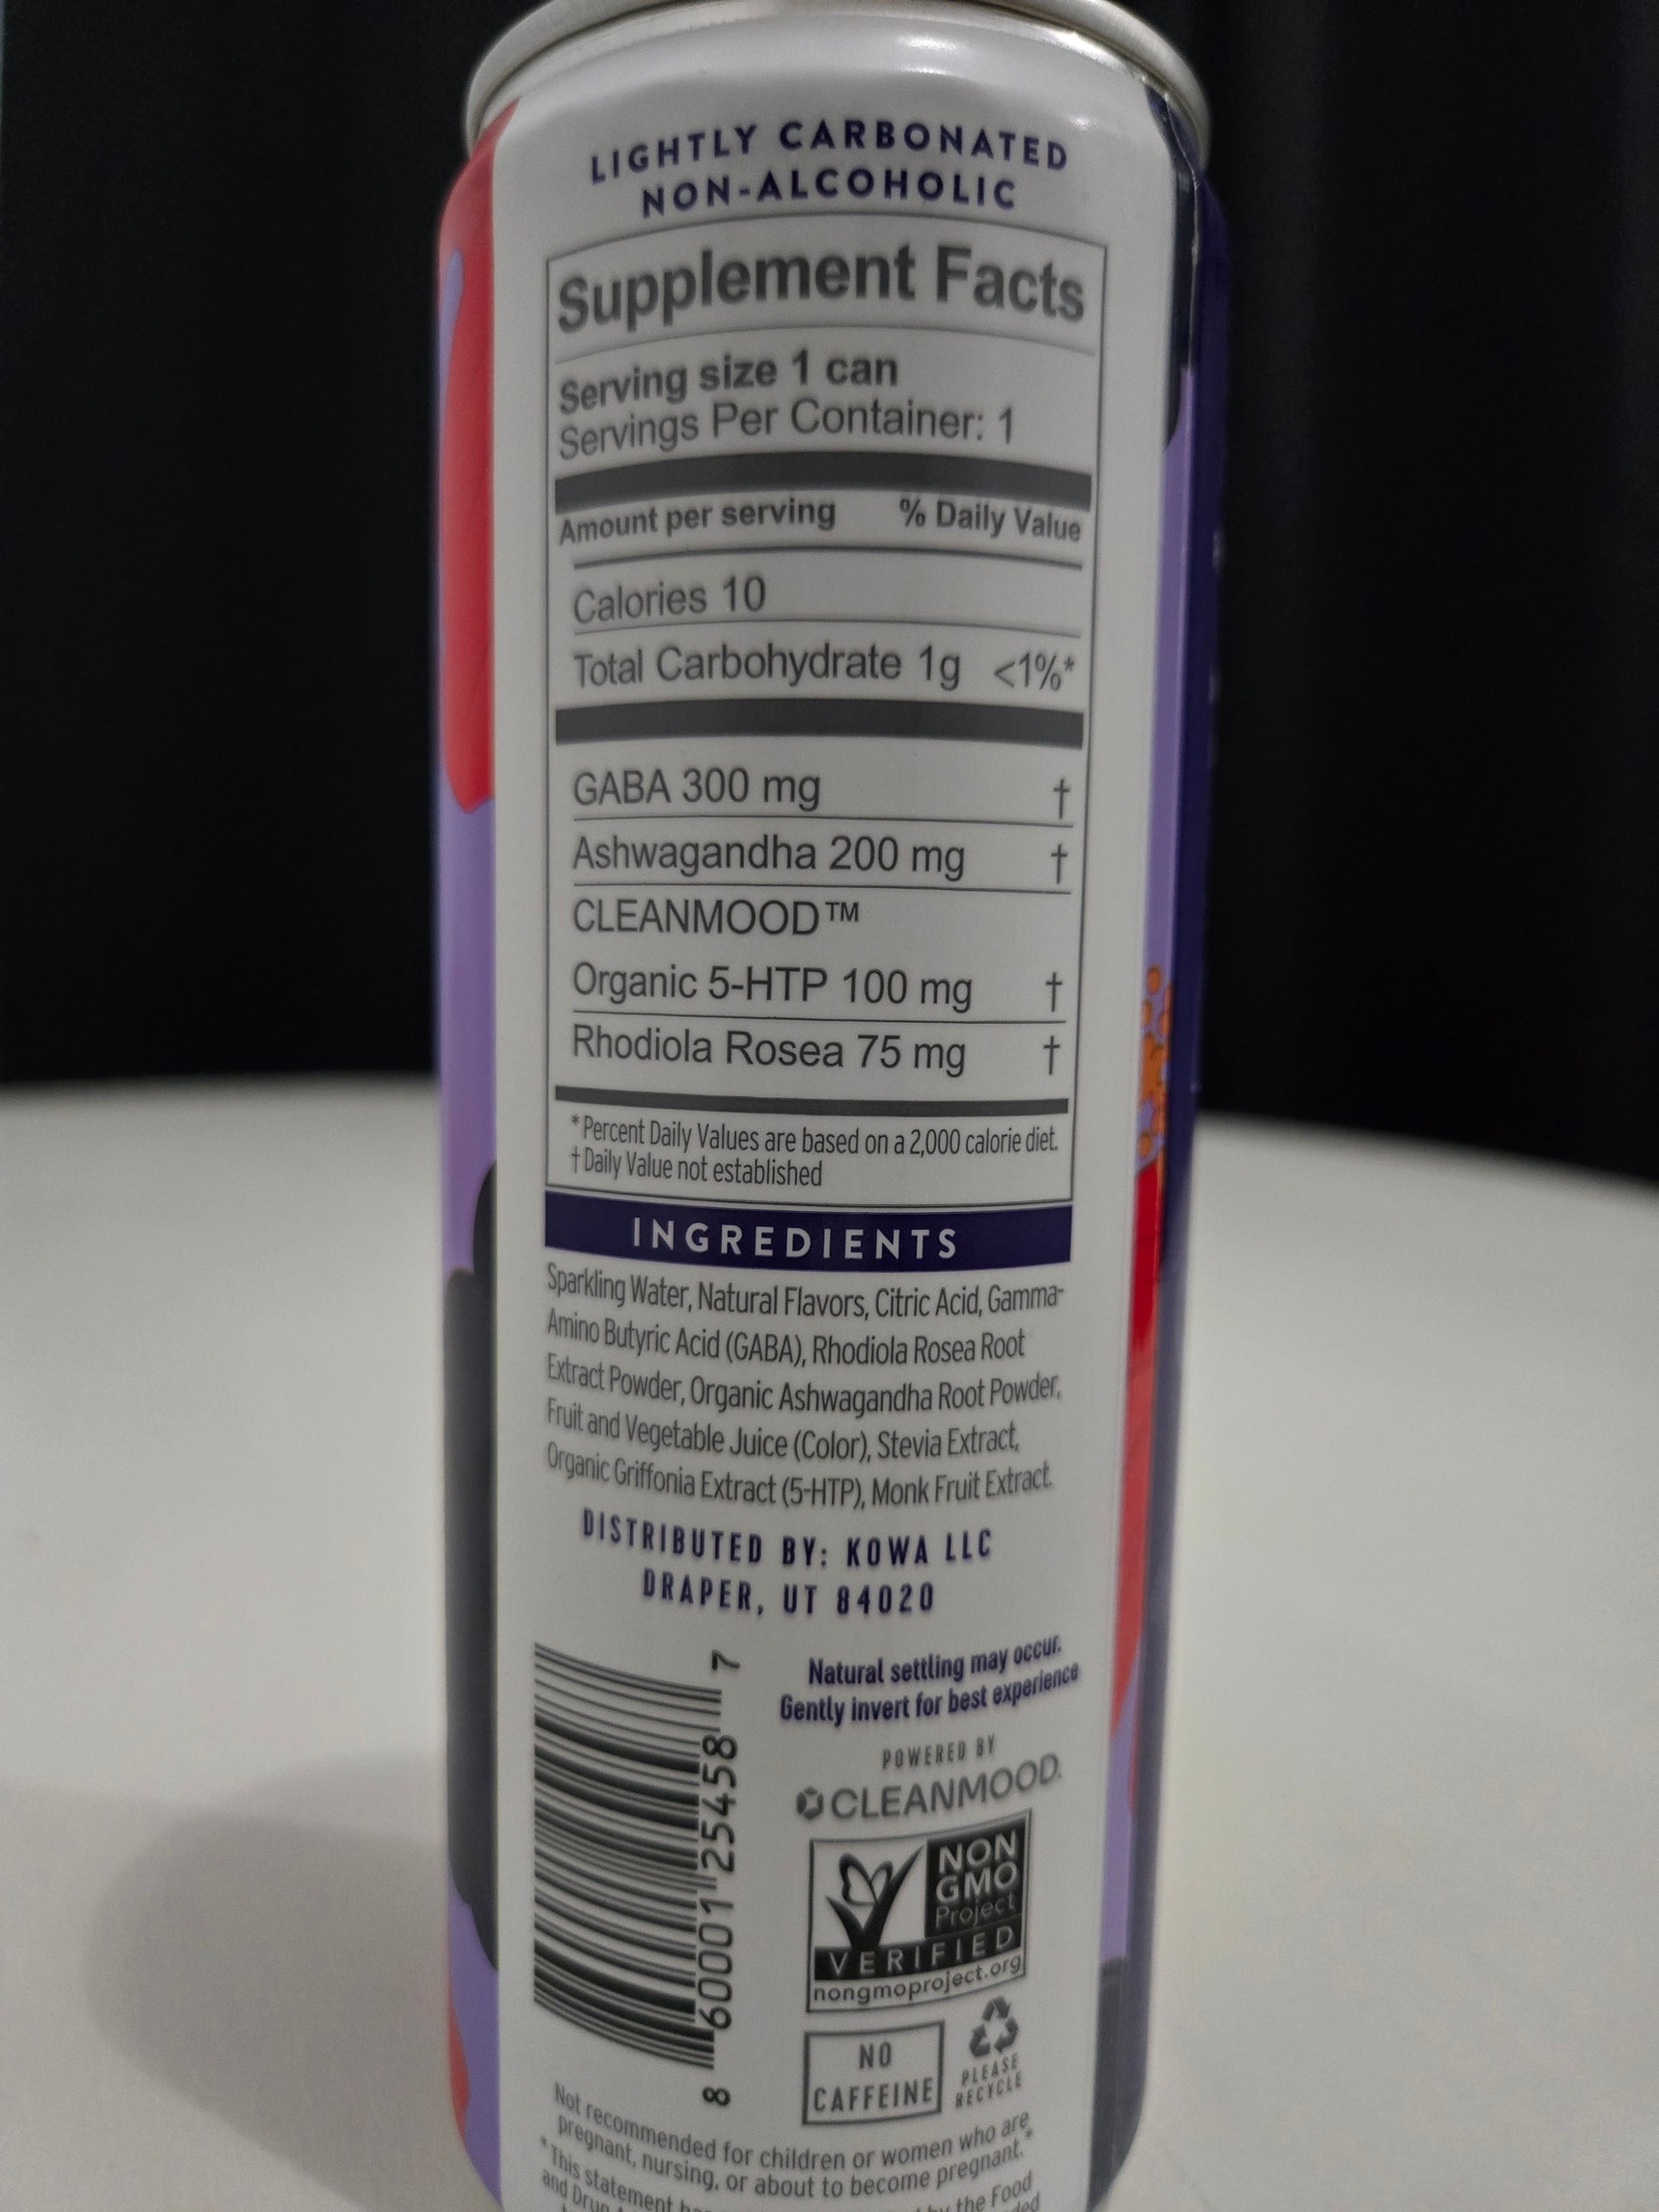 LIGHTLY CARBONATED
NON-ALCOHOLIC
Supplement Facts
Serving size 1 can
Servings Per Container: 1
Amount per serving % Daily Value
Calories 10
Total Carbohydrate 1g <1%*
GABA 300 mg †
Ashwagandha 200 mg †
CLEANMOOD™
Organic 5-HTP 100 mg †
Rhodiola Rosea 75 mg †
*Percent Daily Values are based on a 2,000 calorie diet.
†Daily Value not established
INGREDIENTS
Sparkling Water, Natural Flavors, Citric Acid, Gamma-
Amino Butyric Acid (GABA), Rhodiola Rosea Root
Extract Powder, Organic Ashwagandha Root Powder,
Fruit and Vegetable Juice (Color), Stevia Extract,
Organic Griffonia Extract (5-HTP), Monk Fruit Extract.
DISTRIBUTED BY: KOWA LLC
DRAPER, UT 84020
8 60001 25458 7
Natural settling may occur.
Gently invert for best experience
POWERED BY
CLEANMOOD.
NON
GMO
Project
VERIFIED
nongmoproject.org
NO
CAFFEINE
PLEASE
RECYCLE
Not recommended for children or women who are
pregnant, nursing, or about to become pregnant.*
*This statement by the Food
and Drug